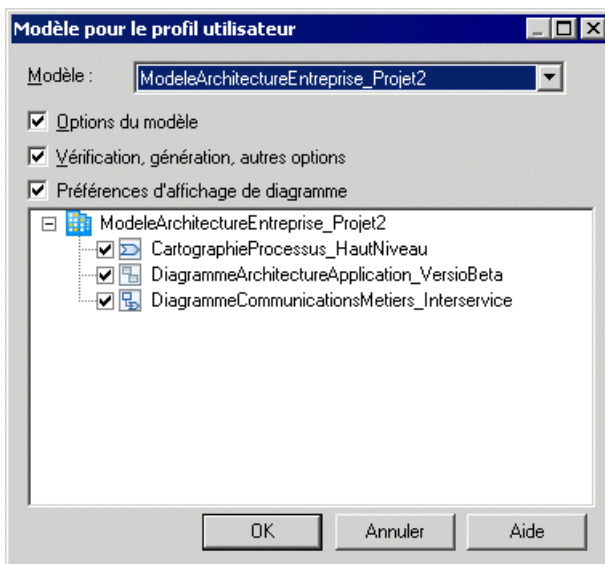 Modèle pour le profil utilisateur
Modèle : ModeleArchitectureEntreprise_Projet2
Options du modèle
Vérification, génération, autres options
Préférences d'affichage de diagramme
ModeleArchitectureEntreprise_Projet2
CartographieProcessus_HautNiveau
DiagrammeArchitectureApplication_VersioBeta
DiagrammeCommunicationsMetiers_Interservice
OK Annuler Aide